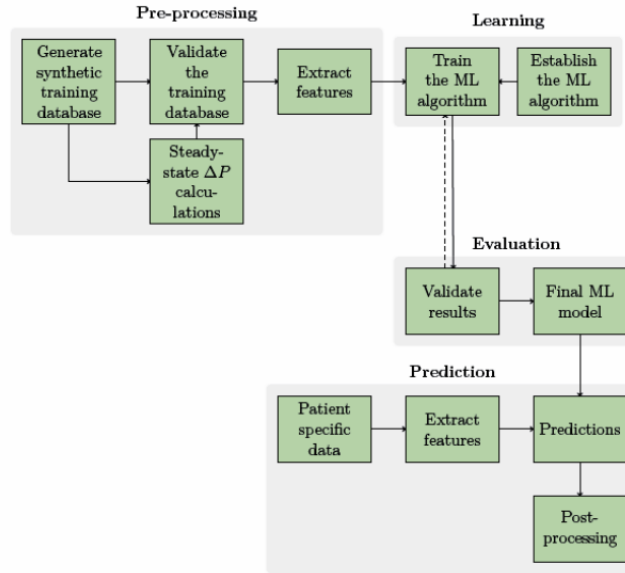 Pre-processing
Generate
synthetic
training
database
Validate
the
training
database
Extract
features
Steady-
state ΔP
calcu-
lations
Learning
Train
the ML
algorithm
Establish
the ML
algorithm
Evaluation
Validate
results
Final ML
model
Prediction
Patient
specific
data
Extract
features
Predictions
Post-
processing